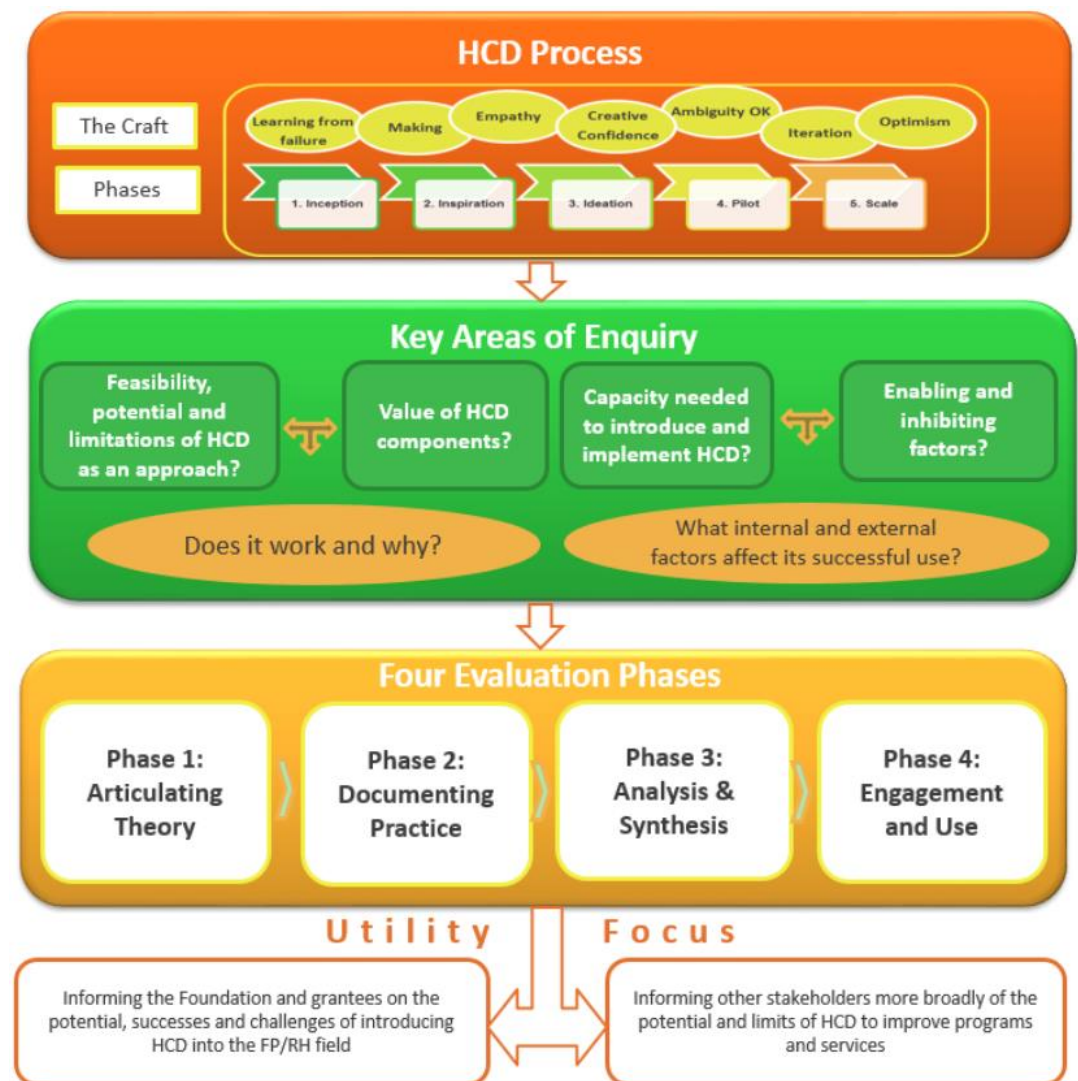 HCD Process
The Craft
Learning from
failure
Making
Empathy
Creative
Confidence
Ambiguity OK
Iteration
Optimism
Phases
1. Inception
2. Inspiration
3. Ideation
4. Pilot
5. Scale
Key Areas of Enquiry
Feasibility,
potential and
limitations of HCD
as an approach?
Value of HCD
components?
Capacity needed
to introduce and
implement HCD?
Enabling and
inhibiting
factors?
Does it work and why?
What internal and external
factors affect its successful use?
Four Evaluation Phases
Phase 1:
Articulating
Theory
Phase 2:
Documenting
Practice
Phase 3:
Analysis &
Synthesis
Phase 4:
Engagement
and Use
Utility Focus
Informing the Foundation and grantees on the
potential, successes and challenges of introducing
HCD into the FP/RH field
Informing other stakeholders more broadly of the
potential and limits of HCD to improve programs
and services